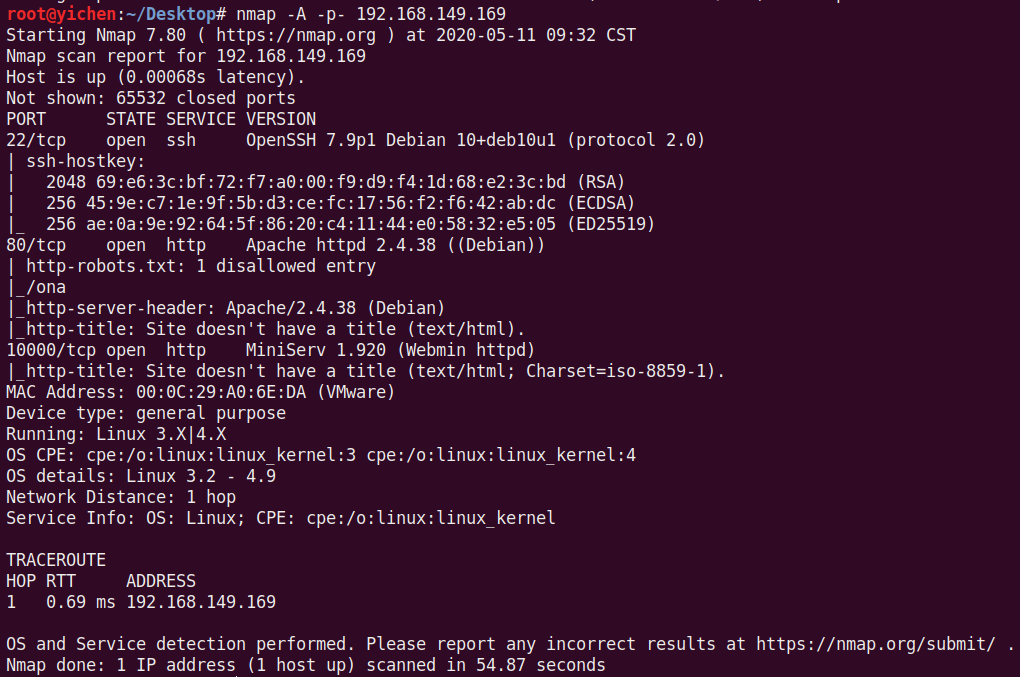 root@yichen:~/Desktop# nmap -A -p- 192.168.149.169
Starting Nmap 7.80 ( https://nmap.org ) at 2020-05-11 09:32 CST
Nmap scan report for 192.168.149.169
Host is up (0.00068s latency).
Not shown: 65532 closed ports
PORT      STATE SERVICE VERSION
22/tcp    open  ssh     OpenSSH 7.9p1 Debian 10+deb10u1 (protocol 2.0)
| ssh-hostkey:
|   2048 69:e6:3c:bf:72:f7:a0:00:f9:d9:f4:1d:68:e2:3c:bd (RSA)
|   256 45:9e:c7:1e:9f:5b:d3:ce:fc:17:56:f2:f6:42:ab:dc (ECDSA)
|_  256 ae:0a:9e:92:64:5f:86:20:c4:11:44:e0:58:32:e5:05 (ED25519)
80/tcp    open  http    Apache httpd 2.4.38 ((Debian))
| http-robots.txt: 1 disallowed entry
|_/ona
|_http-server-header: Apache/2.4.38 (Debian)
|_http-title: Site doesn't have a title (text/html).
10000/tcp open  http    MiniServ 1.920 (Webmin httpd)
|_http-title: Site doesn't have a title (text/html; Charset=iso-8859-1).
MAC Address: 00:0C:29:A0:6E:DA (VMware)
Device type: general purpose
Running: Linux 3.X|4.X
OS CPE: cpe:/o:linux:linux_kernel:3 cpe:/o:linux:linux_kernel:4
OS details: Linux 3.2 - 4.9
Network Distance: 1 hop
Service Info: OS: Linux; CPE: cpe:/o:linux:linux_kernel

TRACEROUTE
HOP RTT     ADDRESS
1   0.69 ms 192.168.149.169

OS and Service detection performed. Please report any incorrect results at https://nmap.org/submit/ .
Nmap done: 1 IP address (1 host up) scanned in 54.87 seconds